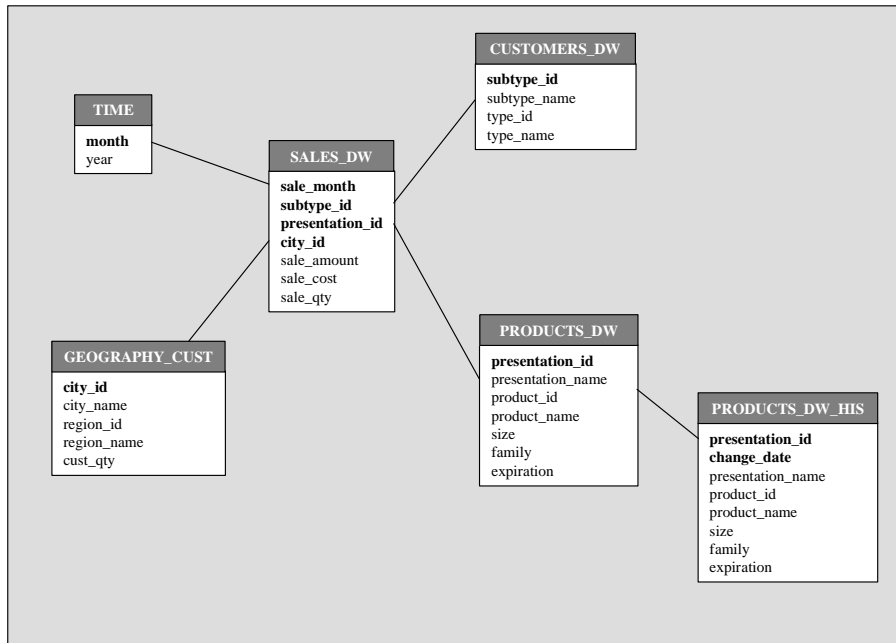 CUSTOMERS_DW
subtype_id
subtype_name
type_id
type_name
TIME
month
year
SALES_DW
sale_month
subtype_id
presentation_id
city_id
sale_amount
sale_cost
sale_qty
GEOGRAPHY_CUST
city_id
city_name
region_id
region_name
cust_qty
PRODUCTS_DW
presentation_id
presentation_name
product_id
product_name
size
family
expiration
PRODUCTS_DW_HIS
presentation_id
change_date
presentation_name
product_id
product_name
size
family
expiration